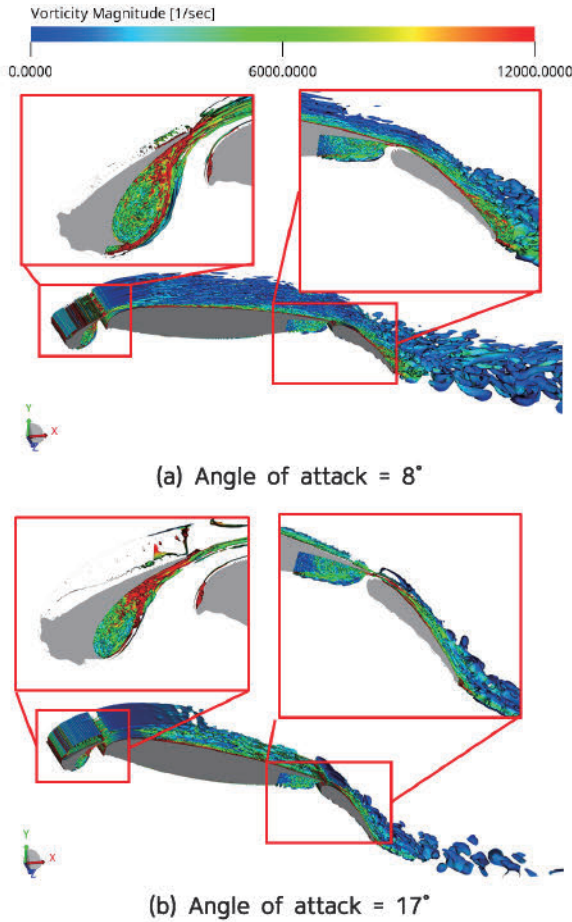 Vorticity Magnitude [1/sec]
0.0000 6000.0000 12000.0000
Y
X
Z
(a) Angle of attack = 8˚
Y
X
Z
(b) Angle of attack = 17˚